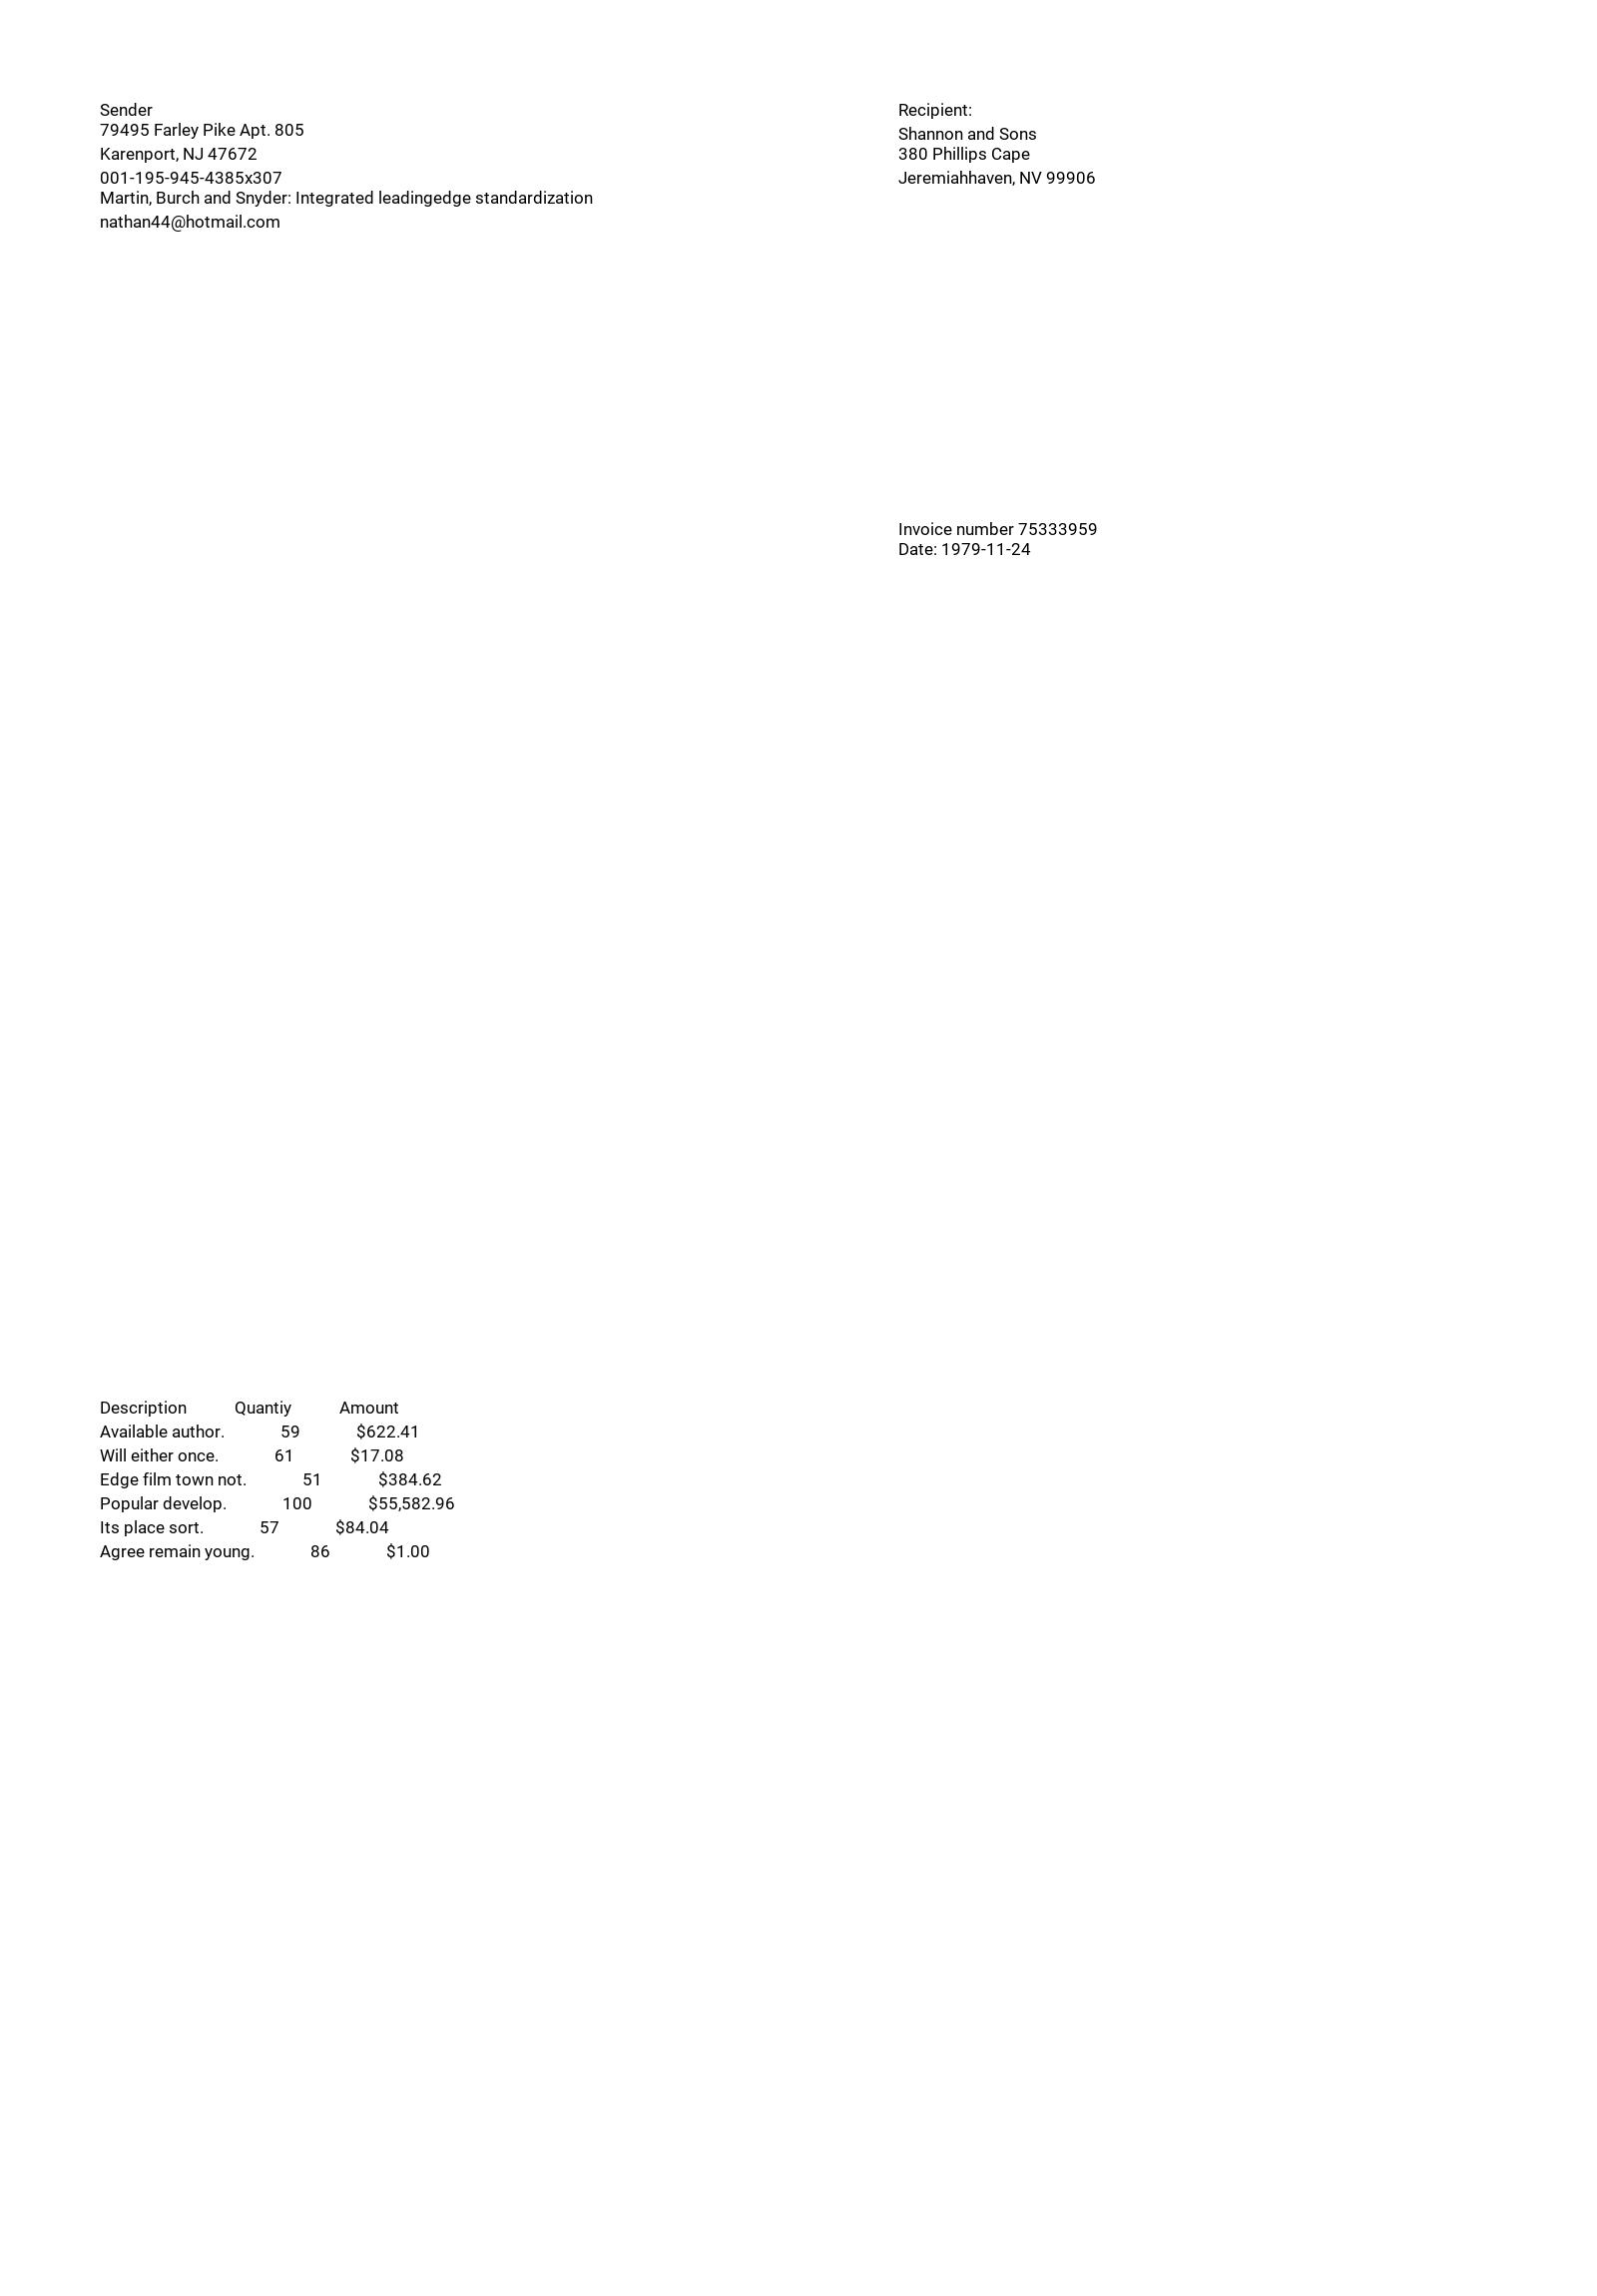 Sender
79495 Farley Pike Apt. 805
Karenport, NJ 47672
001-195-945-4385x307
Martin, Burch and Snyder: Integrated leadingedge standardization
nathan44@hotmail.com
Recipient:
Shannon and Sons
380 Phillips Cape
Jeremiahhaven, NV 99906
Invoice number 75333959
Date: 1979-11-24
Description Quantiy Amount
Available author. 59 $622.41
Will either once. 61 $17.08
Edge film town not. 51 $384.62
Popular develop. 100 $55,582.96
Its place sort. 57 $84.04
Agree remain young. 86 $1.00